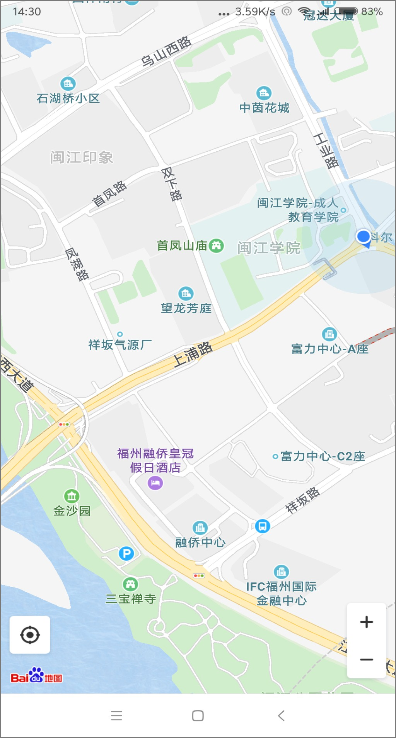 14:30
... 3.59K/s
83%
冠达大厦
乌山西路
石湖桥小区
中茵花城
工业路
闽江印象
双下路
首凤路
闽江学院-成人
教育学院
科尔
首凤山庙
闽江学院
凤湖路
望龙芳庭
祥坂气源厂
上浦路
富力中心-A座
西大道
福州融侨皇冠
假日酒店
富力中心-C2座
金沙园
祥坂路
融侨中心
P
三宝禅寺
IFC福州国际
金融中心
+
−
江
大
Bai du 地图